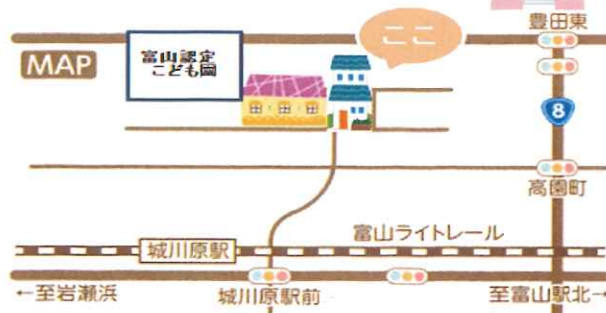 豊田東
ここ
MAP
富山認定
こども園
8
高園町
富山ライトレール
城川原駅
←至岩瀬浜
城川原駅前
至富山駅北→